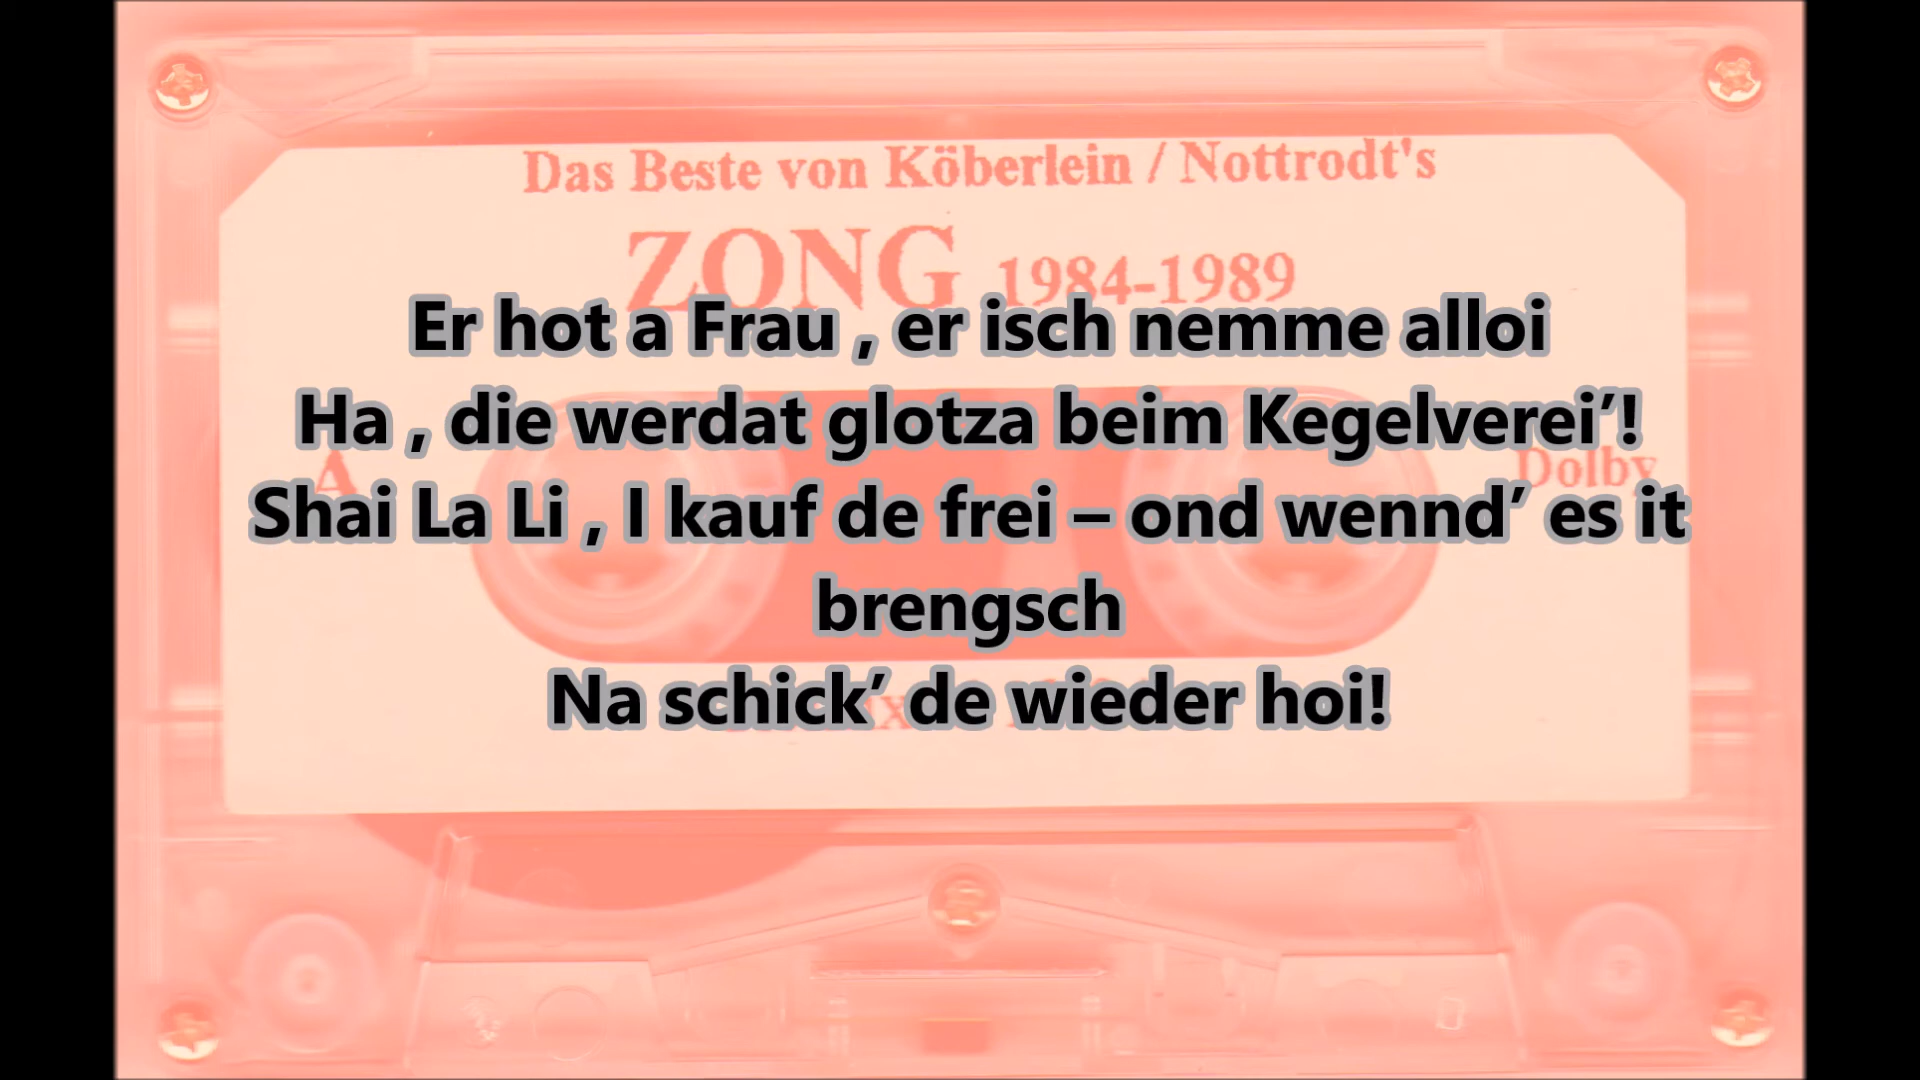 Das Beste von Köberlein / Nottrodt's
ZONG 1984-1989
Er hot a Frau , er isch nemme alloi
Ha , die werdat glotza beim Kegelverei’!
A
Dolby
Shai La Li , I kauf de frei – ond wennd’ es it
brengsch
Na schick’ de wieder hoi!